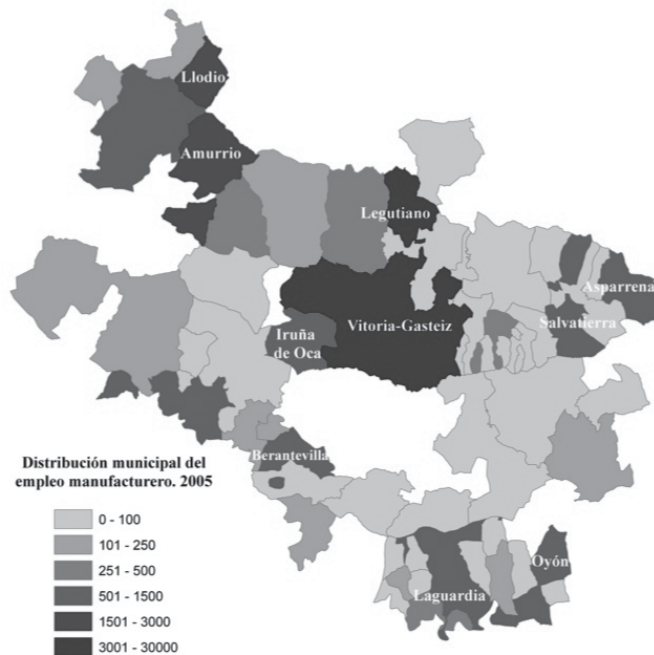 Llodio
Amurrio
Legutiano
Asparrena
Vitoria-Gasteiz
Salvatierra
Iruña
de Oca
Berantevilla
Distribución municipal del
empleo manufacturero. 2005
0 - 100
101 - 250
251 - 500
501 - 1500
1501 - 3000
3001 - 30000
Oyón
Laguardia